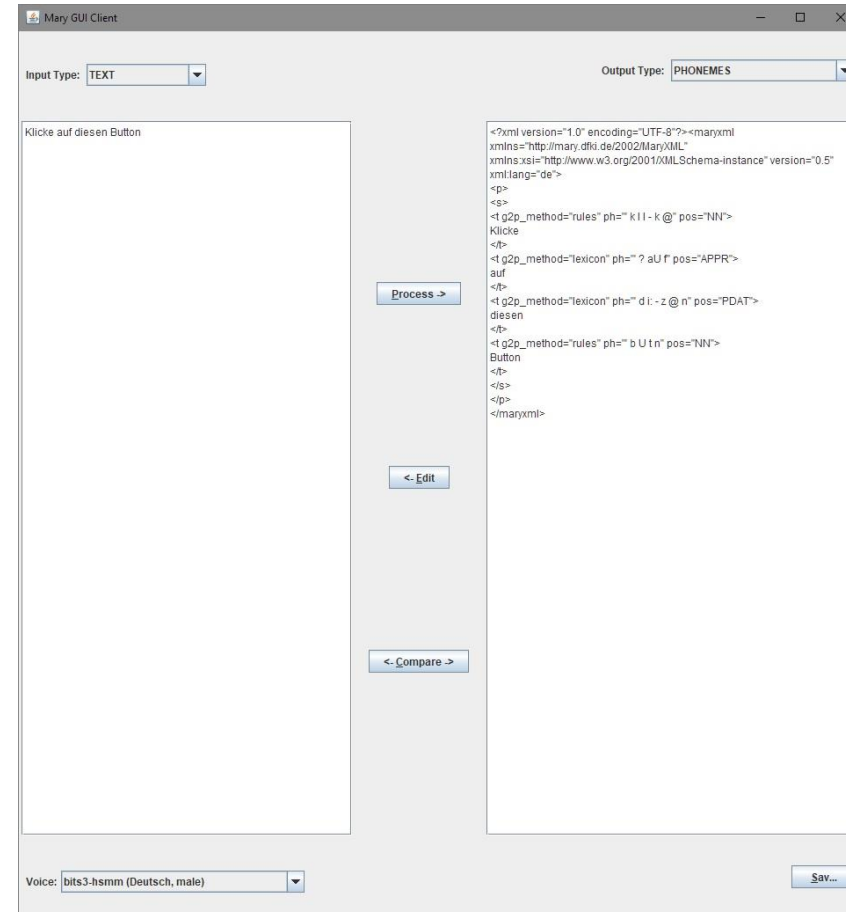 Mary GUI Client
Input Type: TEXT
Output Type: PHONEMES
Klicke auf diesen Button
<?xml version="1.0" encoding="UTF-8"?><maryxml
xmlns="http://mary.dfki.de/2002/MaryXML"
xmlns:xsi="http://www.w3.org/2001/XMLSchema-instance" version="0.5"
xml:lang="de">
<p>
<s>
<t g2p_method="rules" ph="' k l I - k @" pos="NN">
Klicke
</t>
<t g2p_method="lexicon" ph="' ? aU f" pos="APPR">
auf
</t>
<t g2p_method="lexicon" ph="' d i: - z @ n" pos="PDAT">
diesen
</t>
<t g2p_method="rules" ph="' b U t n" pos="NN">
Button
</t>
</s>
</p>
</maryxml>
Process ->
<- Edit
<- Compare ->
Voice: bits3-hsmm (Deutsch, male)
Sav...